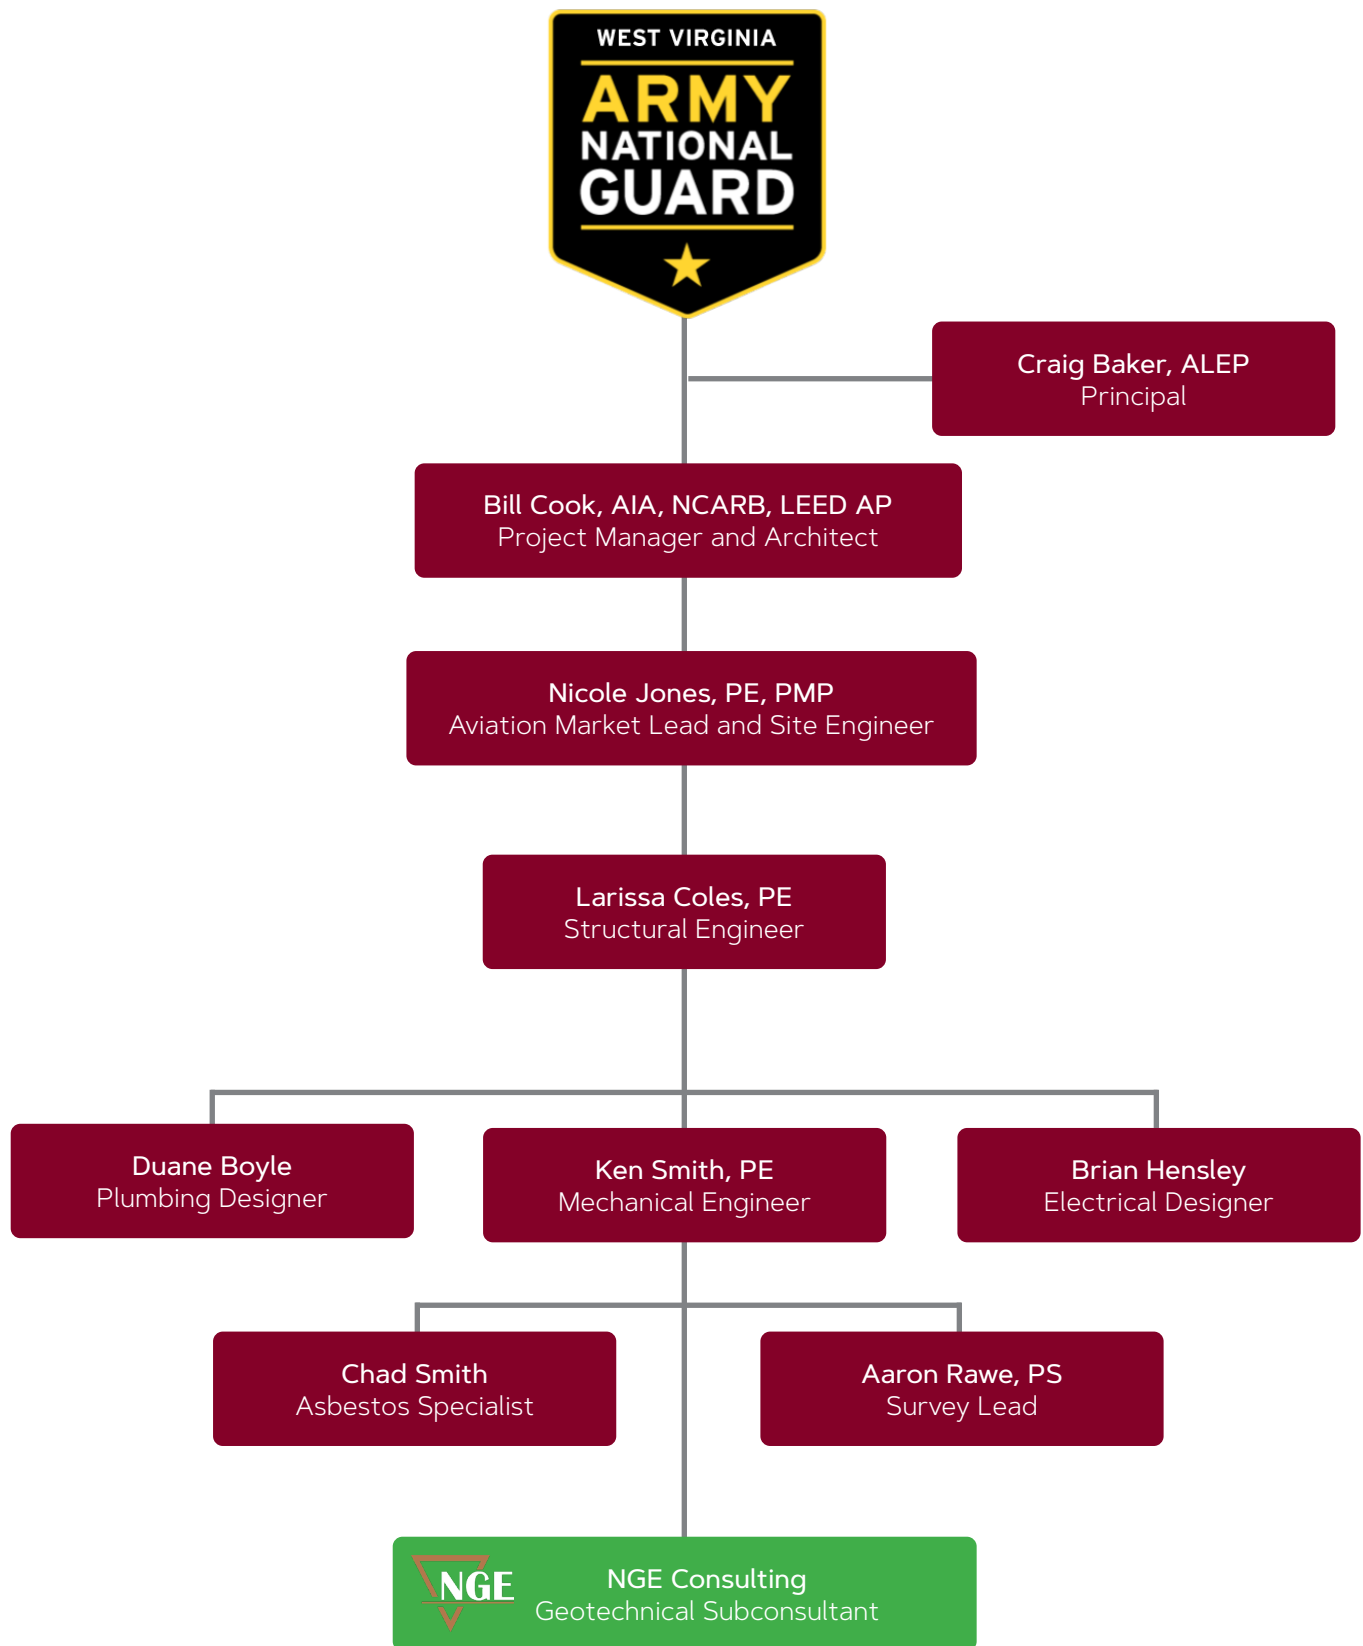 WEST VIRGINIA
ARMY
NATIONAL
GUARD
Craig Baker, ALEP
Principal
Bill Cook, AIA, NCARB, LEED AP
Project Manager and Architect
Nicole Jones, PE, PMP
Aviation Market Lead and Site Engineer
Larissa Coles, PE
Structural Engineer
Duane Boyle
Plumbing Designer
Ken Smith, PE
Mechanical Engineer
Brian Hensley
Electrical Designer
Chad Smith
Asbestos Specialist
Aaron Rawe, PS
Survey Lead
NGE
NGE Consulting
Geotechnical Subconsultant